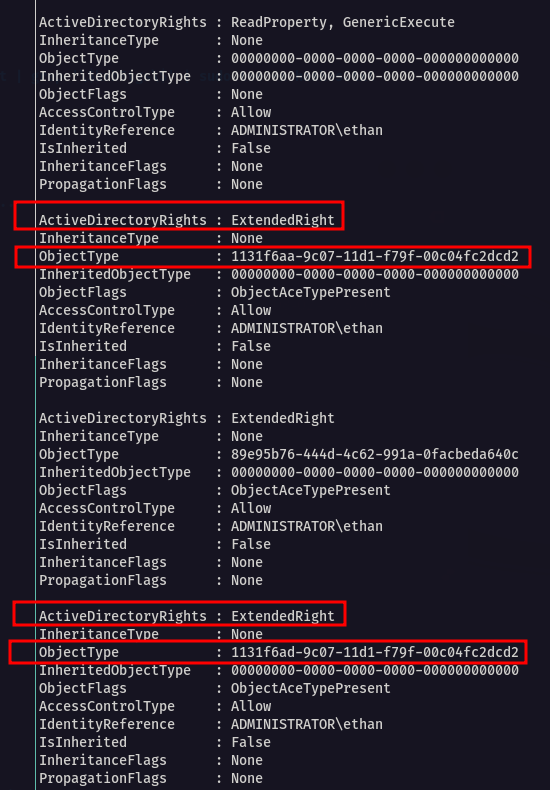 ActiveDirectoryRights : ReadProperty, GenericExecute
InheritanceType : None
ObjectType : 00000000-0000-0000-0000-000000000000
InheritedObjectType : 00000000-0000-0000-0000-000000000000
ObjectFlags : None
AccessControlType : Allow
IdentityReference : ADMINISTRATOR\ethan
IsInherited : False
InheritanceFlags : None
PropagationFlags : None
ActiveDirectoryRights : ExtendedRight
InheritanceType : None
ObjectType : 1131f6aa-9c07-11d1-f79f-00c04fc2dcd2
InheritedObjectType : 00000000-0000-0000-0000-000000000000
ObjectFlags : ObjectAceTypePresent
AccessControlType : Allow
IdentityReference : ADMINISTRATOR\ethan
IsInherited : False
InheritanceFlags : None
PropagationFlags : None
ActiveDirectoryRights : ExtendedRight
InheritanceType : None
ObjectType : 89e95b76-444d-4c62-991a-0facbeda640c
InheritedObjectType : 00000000-0000-0000-0000-000000000000
ObjectFlags : ObjectAceTypePresent
AccessControlType : Allow
IdentityReference : ADMINISTRATOR\ethan
IsInherited : False
InheritanceFlags : None
PropagationFlags : None
ActiveDirectoryRights : ExtendedRight
InheritanceType : None
ObjectType : 1131f6ad-9c07-11d1-f79f-00c04fc2dcd2
InheritedObjectType : 00000000-0000-0000-0000-000000000000
ObjectFlags : ObjectAceTypePresent
AccessControlType : Allow
IdentityReference : ADMINISTRATOR\ethan
IsInherited : False
InheritanceFlags : None
PropagationFlags : None